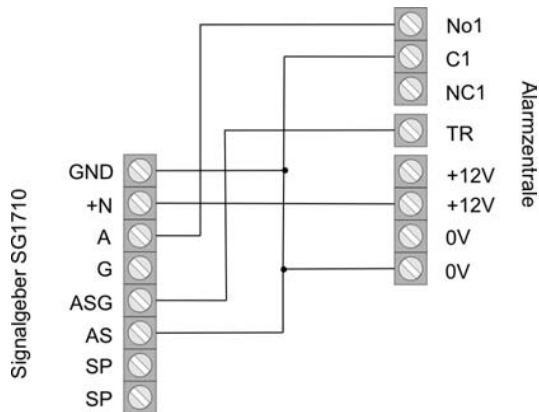 No1
C1
NC1
TR
+12V
+12V
0V
0V
Alarmzentrale
Signalgeber SG1710
GND
+N
A
G
ASG
AS
SP
SP